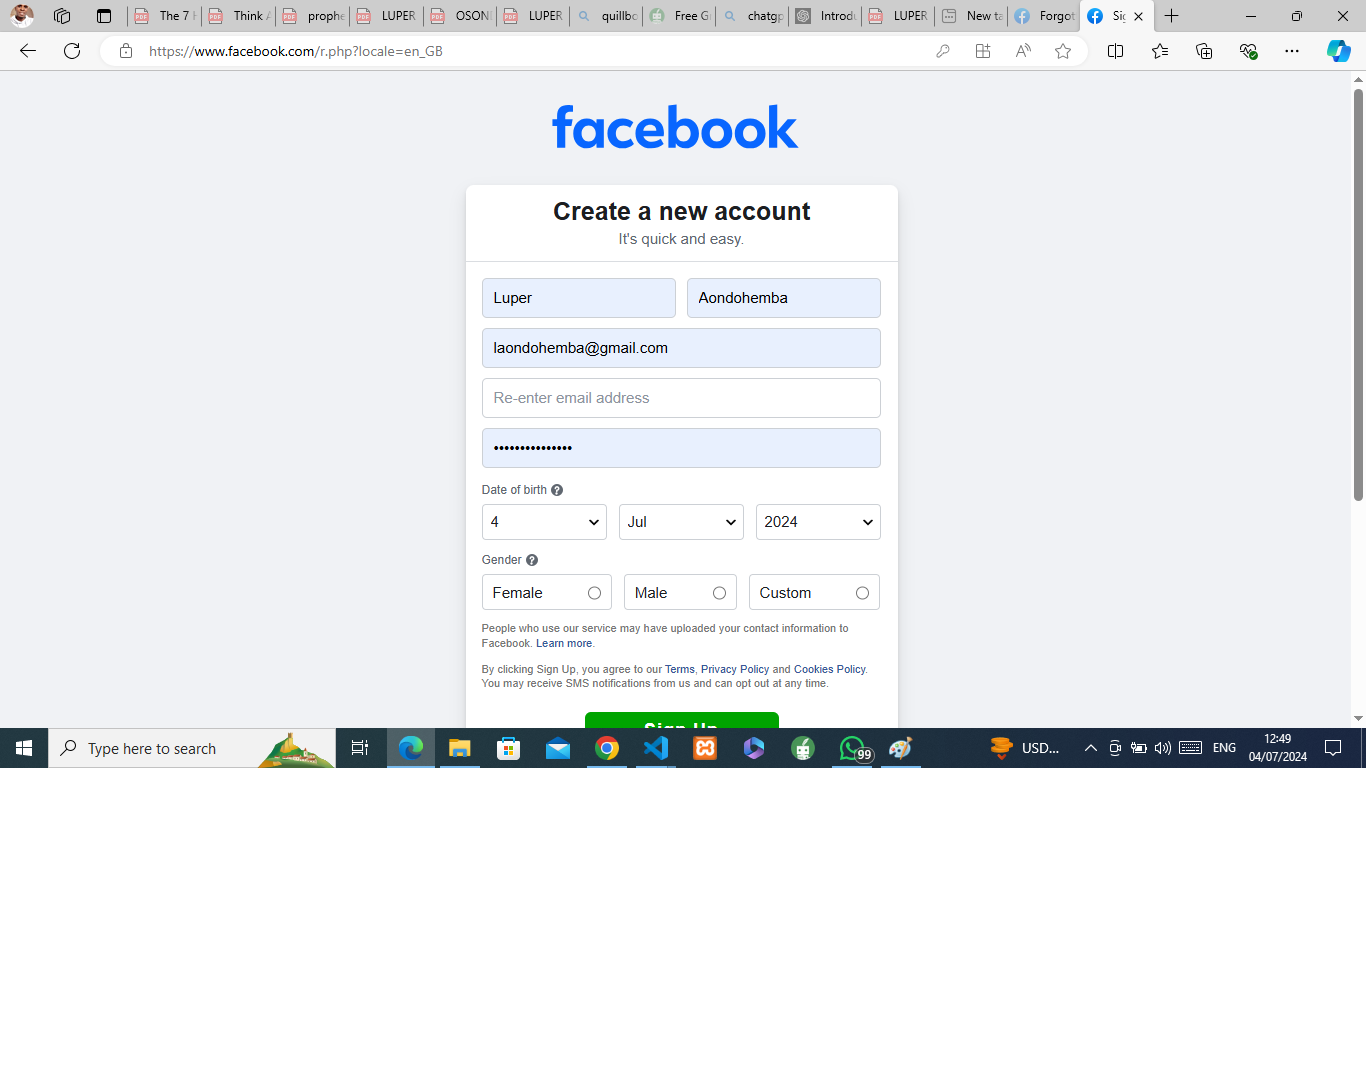 The 7 H
Think A
prophe
LUPER
OSONI
LUPER
quillbo
Free Gr
chatgp
Introdu
LUPER
New ta
Forgot
Sig
https://www.facebook.com/r.php?locale=en_GB
facebook
Create a new account
It's quick and easy.
Luper Aondohemba
laondohemba@gmail.com
Re-enter email address
•••••••••••••••
Date of birth
4 Jul 2024
Gender
Female Male Custom
People who use our service may have uploaded your contact information to
Facebook. Learn more.
By clicking Sign Up, you agree to our Terms, Privacy Policy and Cookies Policy.
You may receive SMS notifications from us and can opt out at any time.
Sign Up
Type here to search
99
USD...
ENG
12:49
04/07/2024